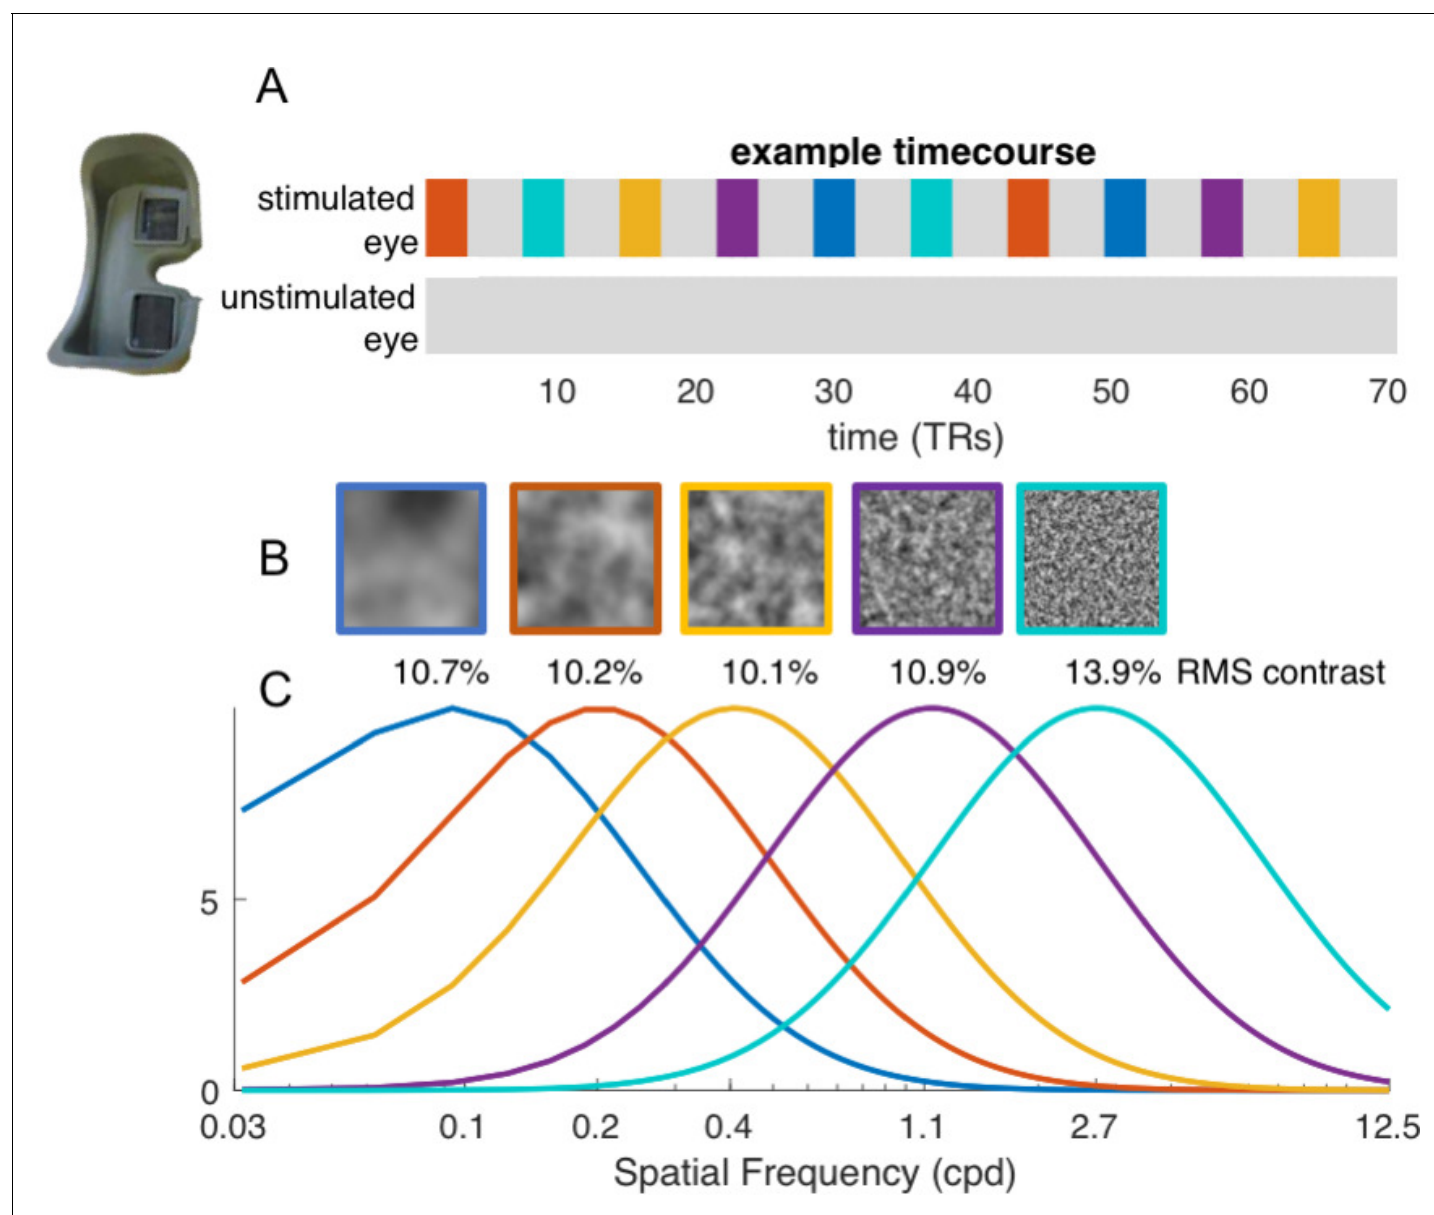 A
example timecourse
stimulated
eye
unstimulated
eye
10 20 30 40 50 60 70
time (TRs)
B
C
10.7% 10.2% 10.1% 10.9% 13.9% RMS contrast
5
0
0.03 0.1 0.2 0.4 1.1 2.7 12.5
Spatial Frequency (cpd)